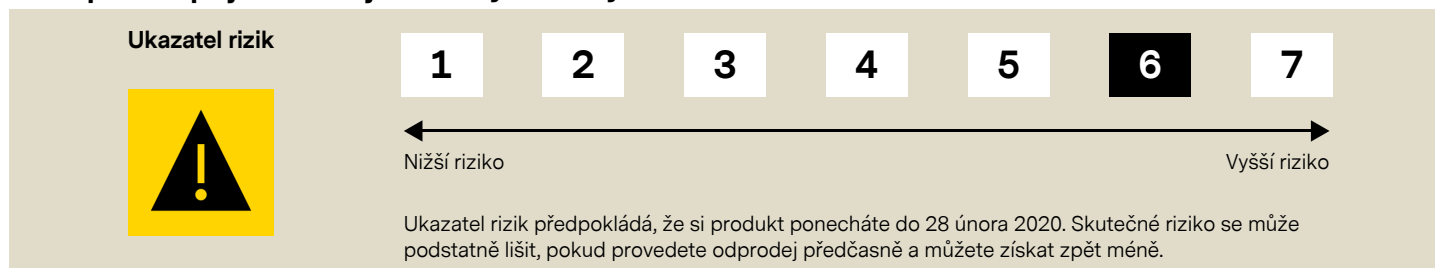 Ukazatel rizik
1 2 3 4 5 6 7
Nižší riziko Vyšší riziko
Ukazatel rizik předpokládá, že si produkt ponecháte do 28 února 2020. Skutečné riziko se může
podstatně lišit, pokud provedete odprodej předčasně a můžete získat zpět méně.